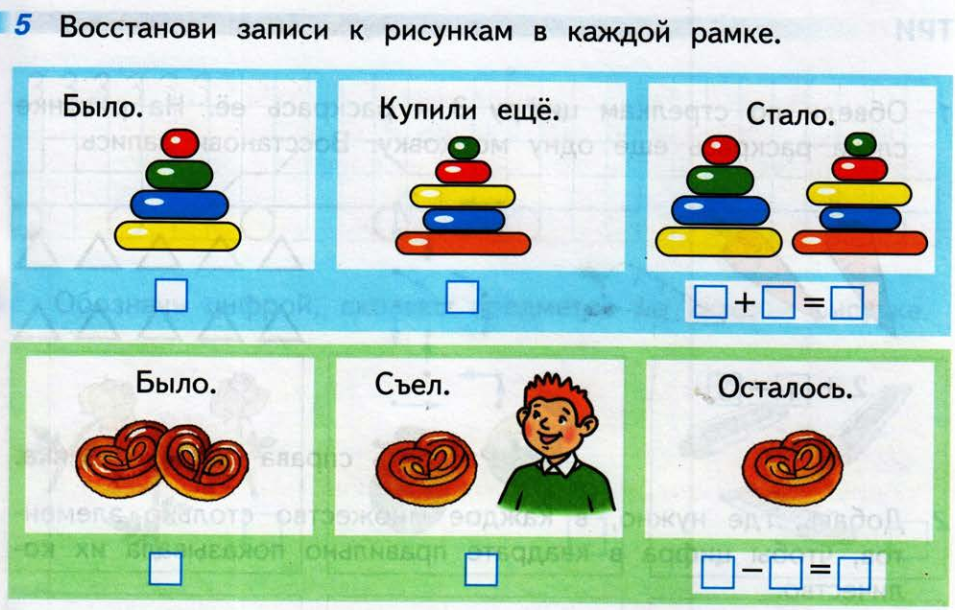 5 Восстанови записи к рисункам в каждой рамке.
Было. Купили ещё. Стало.
+ =
Было. Съел. Осталось.
− =